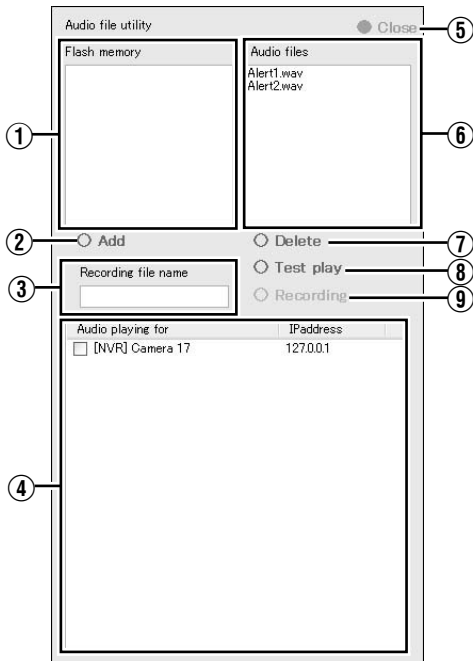 Audio file utility
Close
⑤
Flash memory
Audio files
Alert1.wav
Alert2.wav
①
⑥
②
Add
Delete
⑦
③
Recording file name
Test play
⑧
Recording
⑨
Audio playing for
IPaddress
[NVR] Camera 17
127.0.0.1
④